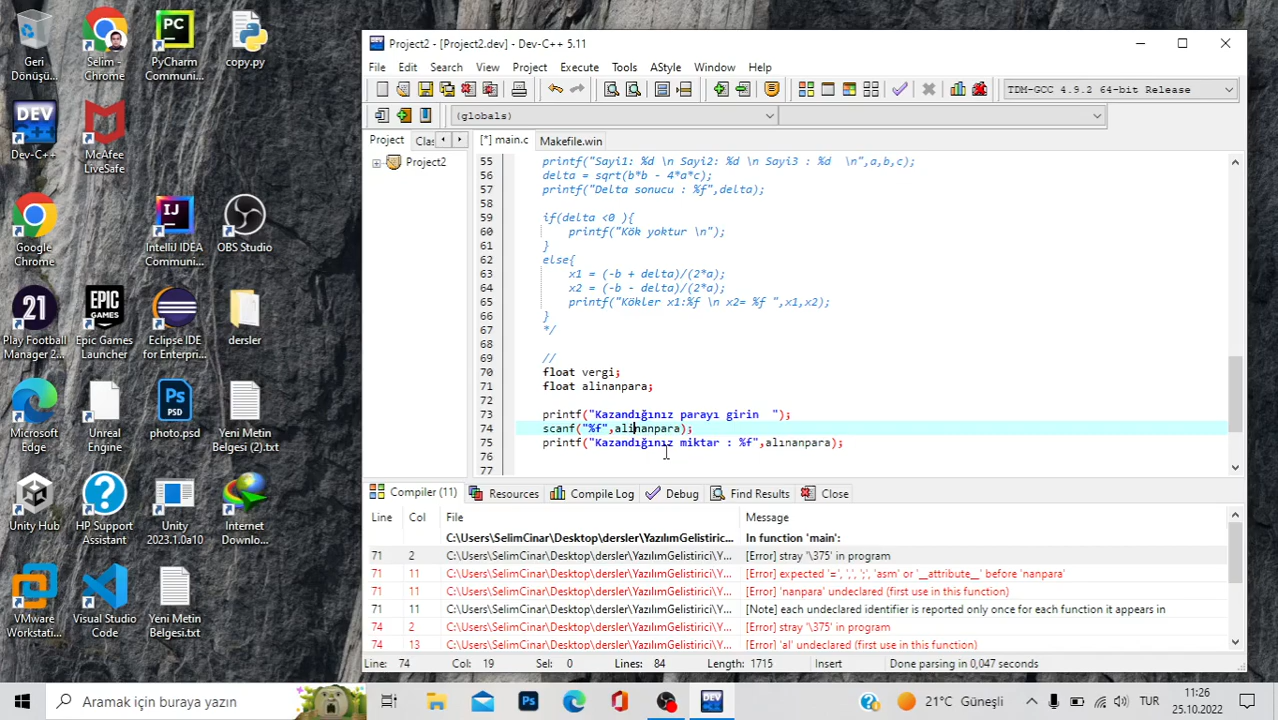 Geri
Dönüşü...
Selim -
Chrome
PC
PyCharm
Communi...
copy.py
DEV
Dev-C++
McAfee
LiveSafe
Google
Chrome
IJ
IntelliJ IDEA
Communi...
OBS Studio
21
Play Football
Manager 2...
EPIC
GAMES
Epic Games
Launcher
Eclipse IDE
for Enterpri...
dersler
Microsoft
Edge
Unreal
Engine
Ps
PSD
photo.psd
Yeni Metin
Belgesi (2).txt
Unity Hub
HP Support
Assistant
Unity
2023.1.0a10
Internet
Downlo...
VMware
Workstati...
Visual Studio
Code
Yeni Metin
Belgesi.txt
Project2 - [Project2.dev] - Dev-C++ 5.11
File Edit Search View Project Execute Tools AStyle Window Help
TDM-GCC 4.9.2 64-bit Release
(globals)
Project Clas [*] main.c Makefile.win
Project2
55 printf("Sayi1: %d \n Sayi2: %d \n Sayi3 : %d  \n",a,b,c);
56 delta = sqrt(b*b - 4*a*c);
57 printf("Delta sonucu : %f",delta);
58
59 if(delta <0 ){
60 printf("Kök yoktur \n");
61 }
62 else{
63 x1 = (-b + delta)/(2*a);
64 x2 = (-b - delta)/(2*a);
65 printf("Kökler x1:%f \n x2= %f ",x1,x2);
66 }
67 */
68
69 //
70 float vergi;
71 float alinanpara;
72
73 printf("Kazandığınız parayı girin  ");
74 scanf("%f",alinanpara);
75 printf("Kazandığınız miktar : %f",alınanpara);
76
77
Compiler (11) Resources Compile Log Debug Find Results Close
Line Col File Message
C:\Users\SelimCinar\Desktop\dersler\YazılımGelistiric... In function 'main':
71 2 C:\Users\SelimCinar\Desktop\dersler\YazılımGelistirici\Y... [Error] stray '\375' in program
71 11 C:\Users\SelimCinar\Desktop\dersler\YazılımGelistirici\Y... [Error] expected '=', ',', ';', 'asm' or '__attribute__' before 'nanpara'
71 11 C:\Users\SelimCinar\Desktop\dersler\YazılımGelistirici\Y... [Error] 'nanpara' undeclared (first use in this function)
71 11 C:\Users\SelimCinar\Desktop\dersler\YazılımGelistirici\Y... [Note] each undeclared identifier is reported only once for each function it appears in
74 2 C:\Users\SelimCinar\Desktop\dersler\YazılımGelistirici\Y... [Error] stray '\375' in program
74 13 C:\Users\SelimCinar\Desktop\dersler\YazılımGelistirici\Y... [Error] 'al' undeclared (first use in this function)
Line: 74 Col: 19 Sel: 0 Lines: 84 Length: 1715 Insert Done parsing in 0,047 seconds
Aramak için buraya yazın
Ps
DEV
21°C Güneşli
TUR
11:26
25.10.2022